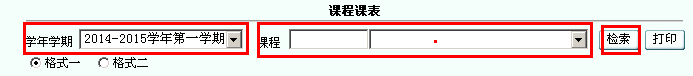 课程课表
学年学期 2014-2015学年第一学期 课程 检索 打印
格式一 格式二